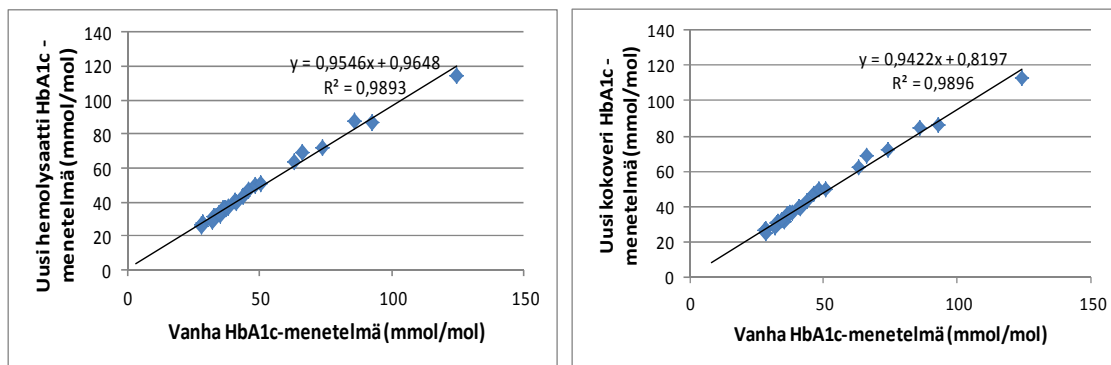 Uusi hemolysaatti HbA1c -
menetelmä (mmol/mol)
140
120
100
80
60
40
20
0
y = 0,9546x + 0,9648
R² = 0,9893
0 50 100 150
Vanha HbA1c-menetelmä (mmol/mol)
Uusi kokoveri HbA1c -
menetelmä (mmol/mol)
140
120
100
80
60
40
20
0
y = 0,9422x + 0,8197
R² = 0,9896
0 50 100 150
Vanha HbA1c-menetelmä (mmol/mol)